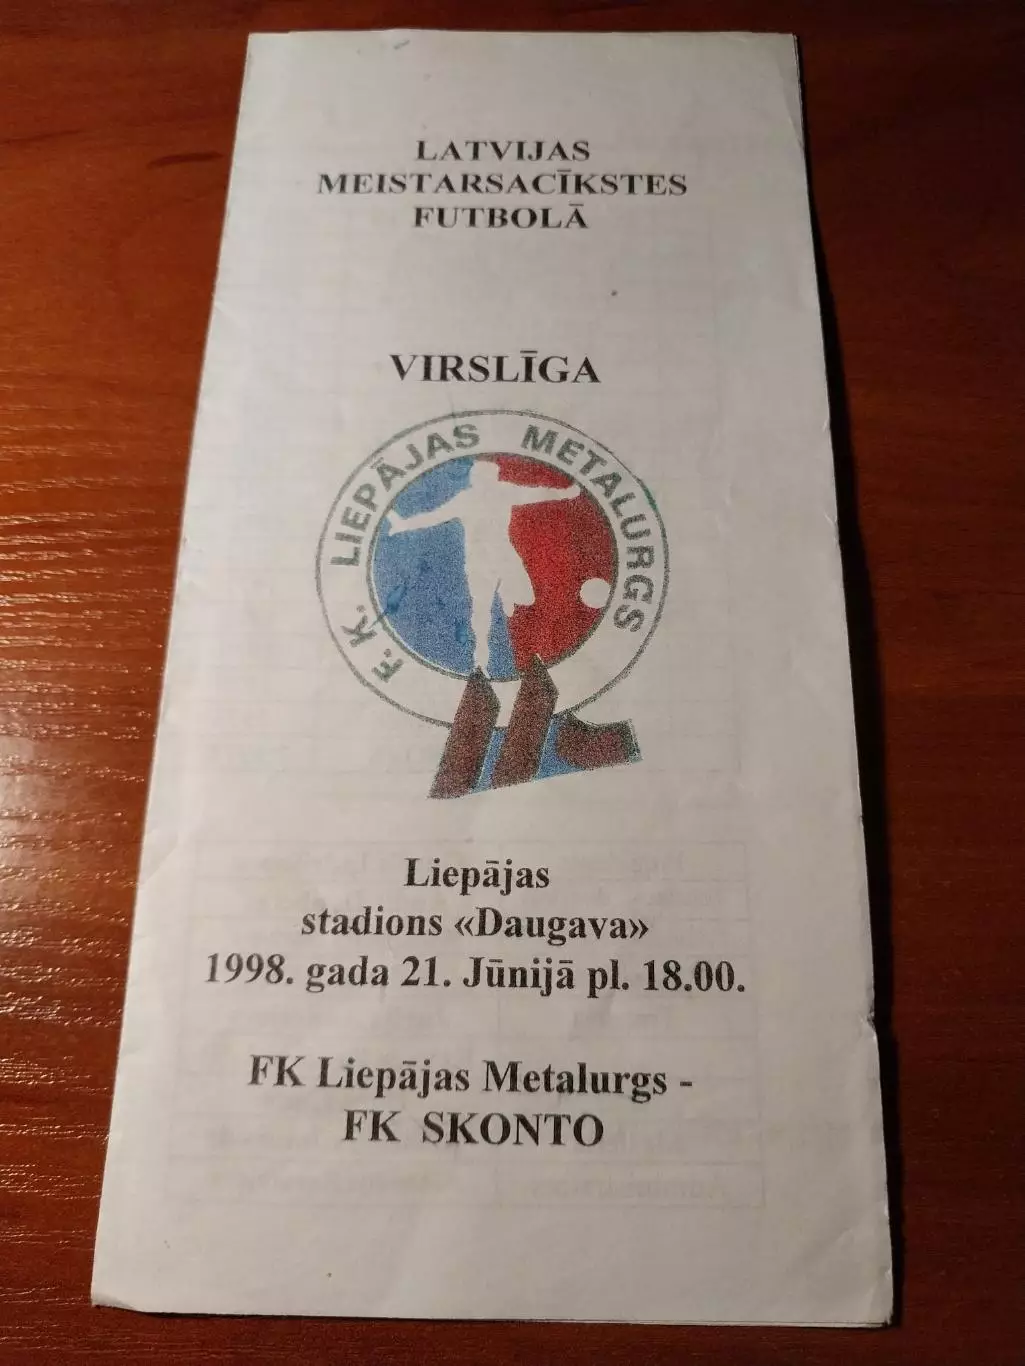 LATVIJAS
MEISTARSACĪKSTES
FUTBOLĀ
VIRSLĪGA
F.K. LIEPĀJAS METALURGS
Liepājas
stadions «Daugava»
1998. gada 21. Jūnijā pl. 18.00.
FK Liepājas Metalurgs -
FK SKONTO